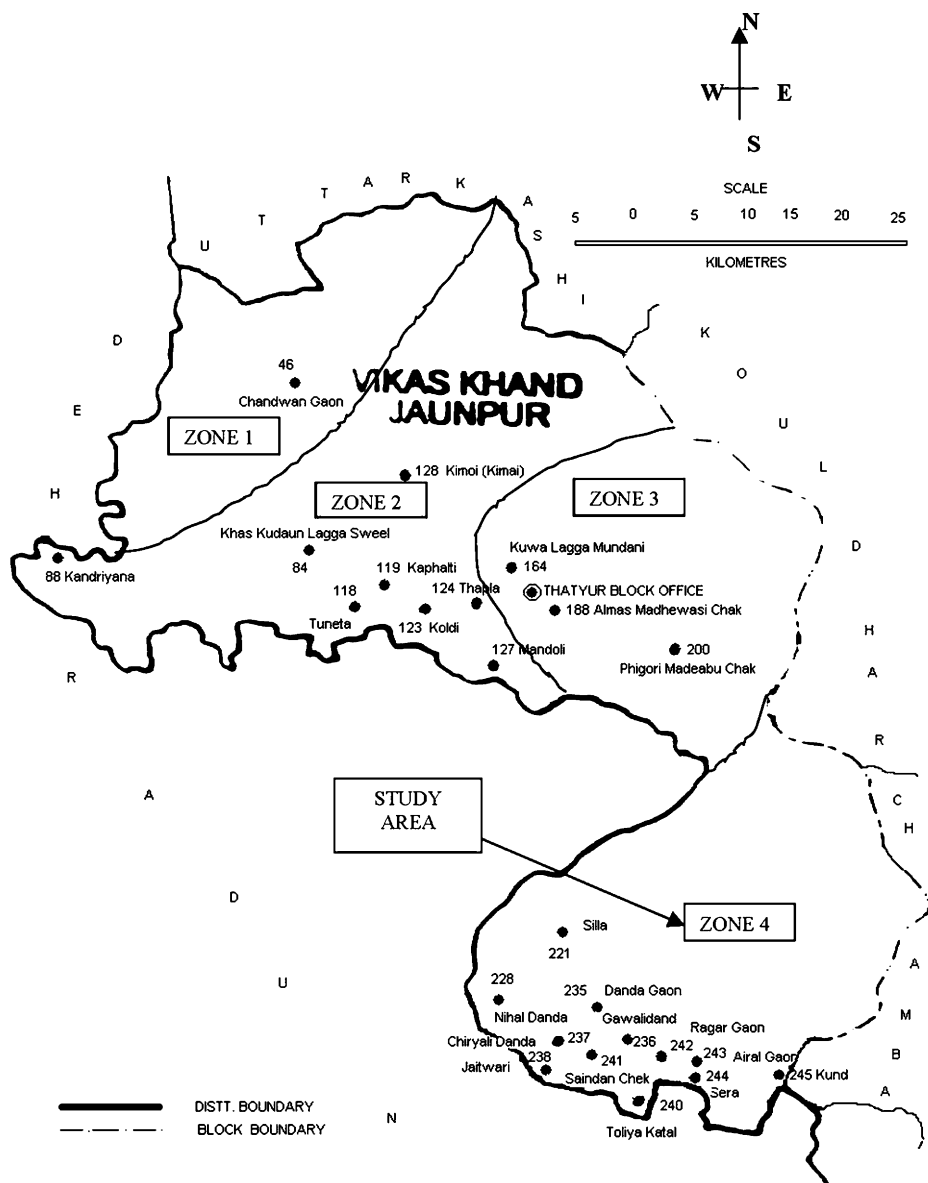 N
W E
S
SCALE
5 0 5 10 15 20 25
KILOMETRES
UTTARKASHI
DEHRADUN
KOULDHAR
CHAMBA
46
Chandwan Gaon
VIKAS KHAND
JAUNPUR
ZONE 1
128 Kimoi (Kimai)
ZONE 2
ZONE 3
Khas Kudaun Lagga Sweel
84
88 Kandriyana
Kuwa Lagga Mundani
164
119 Kaphalti
124 Thapla
THATYUR BLOCK OFFICE
118
Tuneta
123 Koldi
188 Almas Madhewasi Chak
127 Mandoli
200
Phigori Madeabu Chak
STUDY
AREA
ZONE 4
Silla
221
228
Nihal Danda
235 Danda Gaon
Gawalidand
236
Ragar Gaon
242
Chiryali Danda
237
Jaitwari
238
241
Saindan Chek
243 Airal Gaon
244
Sera
245 Kund
240
Toliya Katal
DISTT. BOUNDARY
BLOCK BOUNDARY